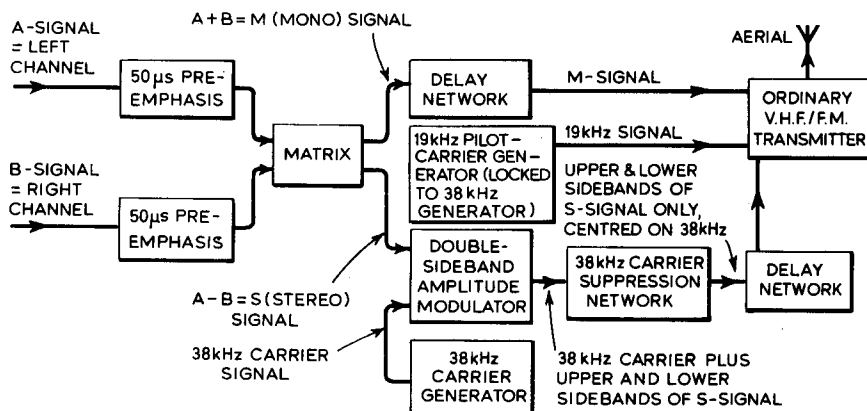 A-SIGNAL
= LEFT
CHANNEL
50µs PRE-
EMPHASIS
B-SIGNAL
= RIGHT
CHANNEL
50µs PRE-
EMPHASIS
A+B=M (MONO) SIGNAL
MATRIX
A-B=S(STEREO)
SIGNAL
38kHz CARRIER
SIGNAL
DELAY
NETWORK
M-SIGNAL
19kHz PILOT-
CARRIER GEN-
ERATOR (LOCKED
TO 38kHz
GENERATOR)
19kHz SIGNAL
AERIAL
ORDINARY
V.H.F./F.M.
TRANSMITTER
UPPER & LOWER
SIDEBANDS OF
S-SIGNAL ONLY,
CENTRED ON 38kHz
DOUBLE-
SIDEBAND
AMPLITUDE
MODULATOR
38kHz CARRIER
SUPPRESSION
NETWORK
DELAY
NETWORK
38kHz
CARRIER
GENERATOR
38kHz CARRIER PLUS
UPPER AND LOWER
SIDEBANDS OF S-SIGNAL